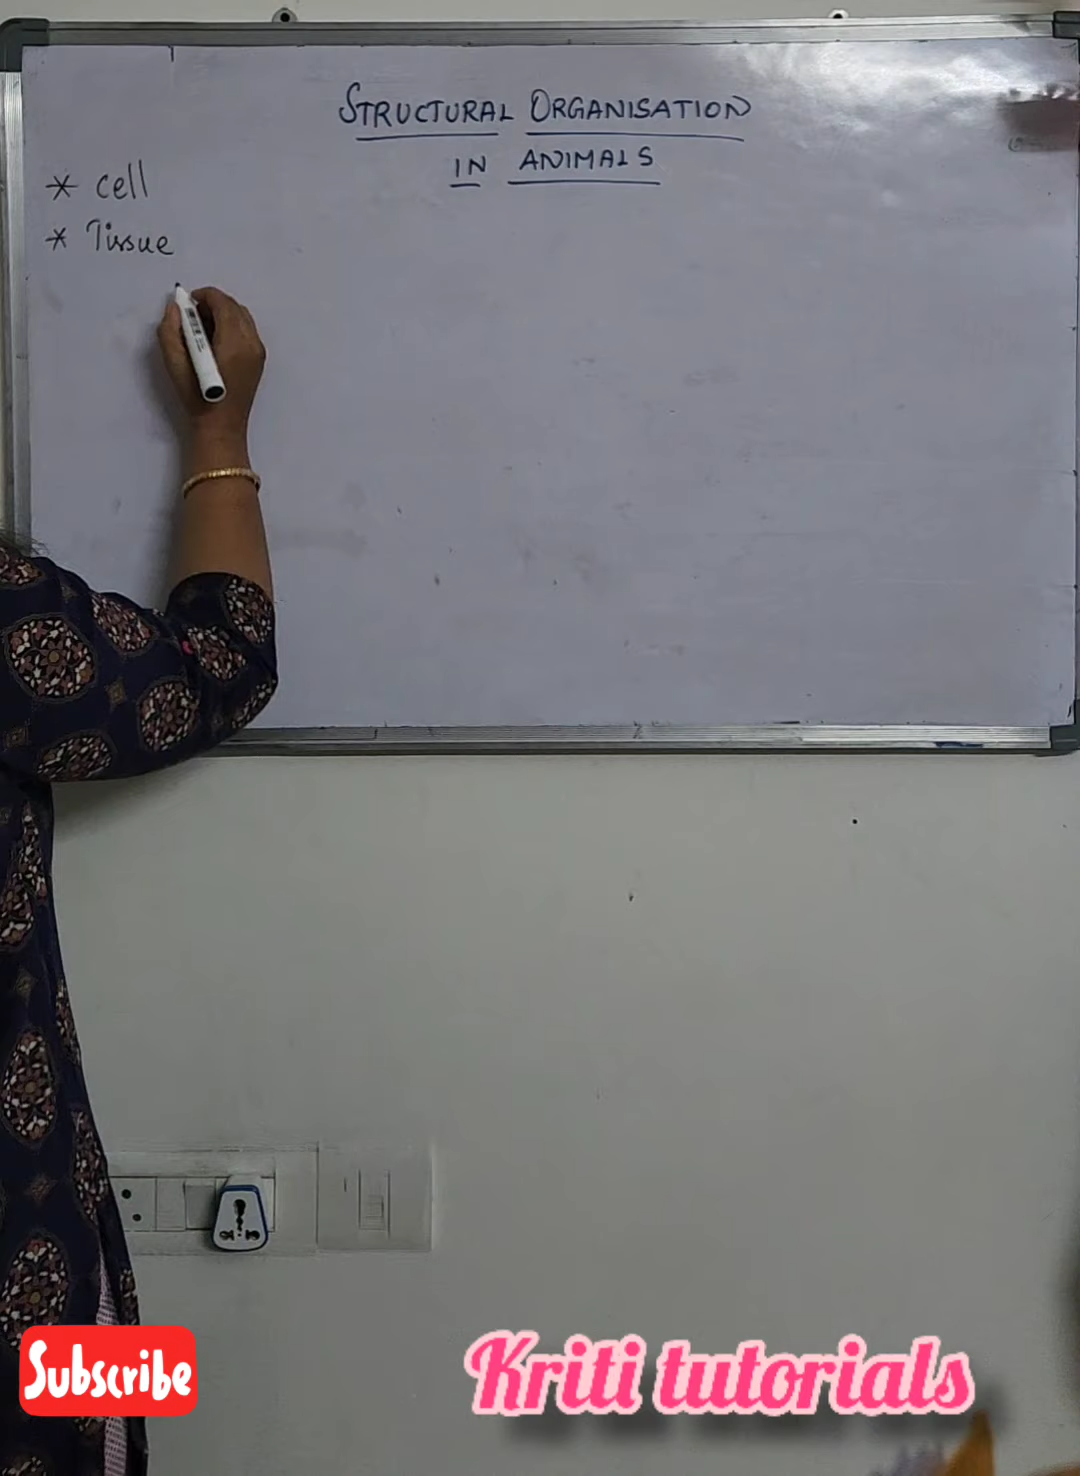 STRUCTURAL ORGANISATION
IN ANIMALS
* cell
* Tissue
Subscribe
Kriti tutorials